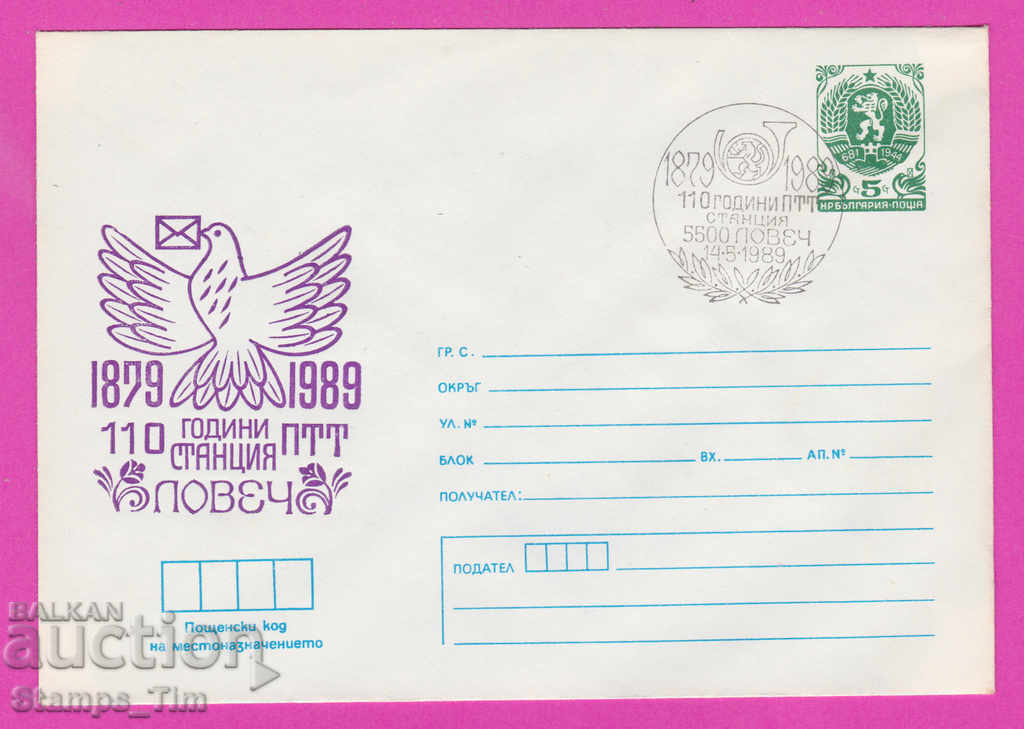 1879 1989
110 ГОДИНИ ПТТ
СТАНЦИЯ
5500 ЛОВЕЧ
14·5·1989
681 1944
5
НР БЪЛГАРИЯ·ПОЩА
1879 1989
110 ГОДИНИ СТАНЦИЯ ПТТ
ЛОВЕЧ
ГР. С.
ОКРЪГ
УЛ. №
БЛОК ВХ. АП. №
ПОЛУЧАТЕЛ:
ПОДАТЕЛ
Пощенски код
на местоназначението
BALKAN
auction
Stamps_Tim